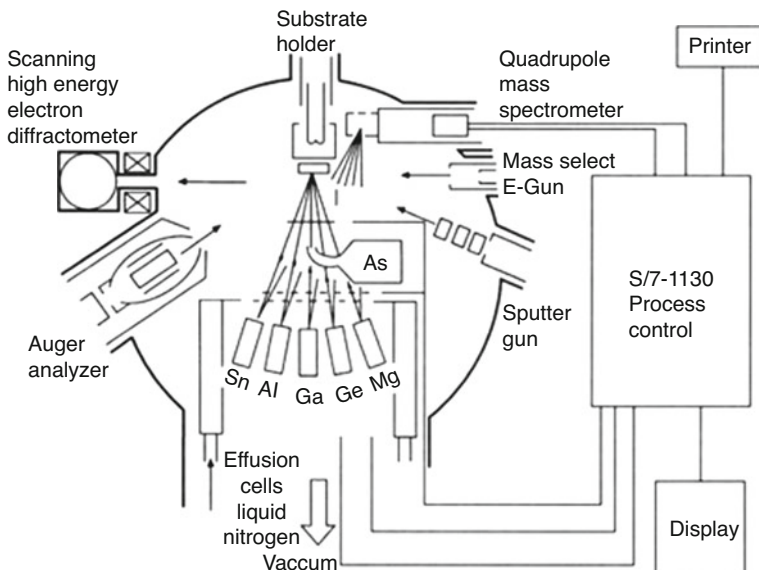 Substrate
holder
Scanning
high energy
electron
diffractometer
Quadrupole
mass
spectrometer
Printer
Mass select
E-Gun
As
S/7-1130
Process
control
Sputter
gun
Auger
analyzer
Sn
Al
Ga
Ge
Mg
Effusion
cells
liquid
nitrogen
Vaccum
Display